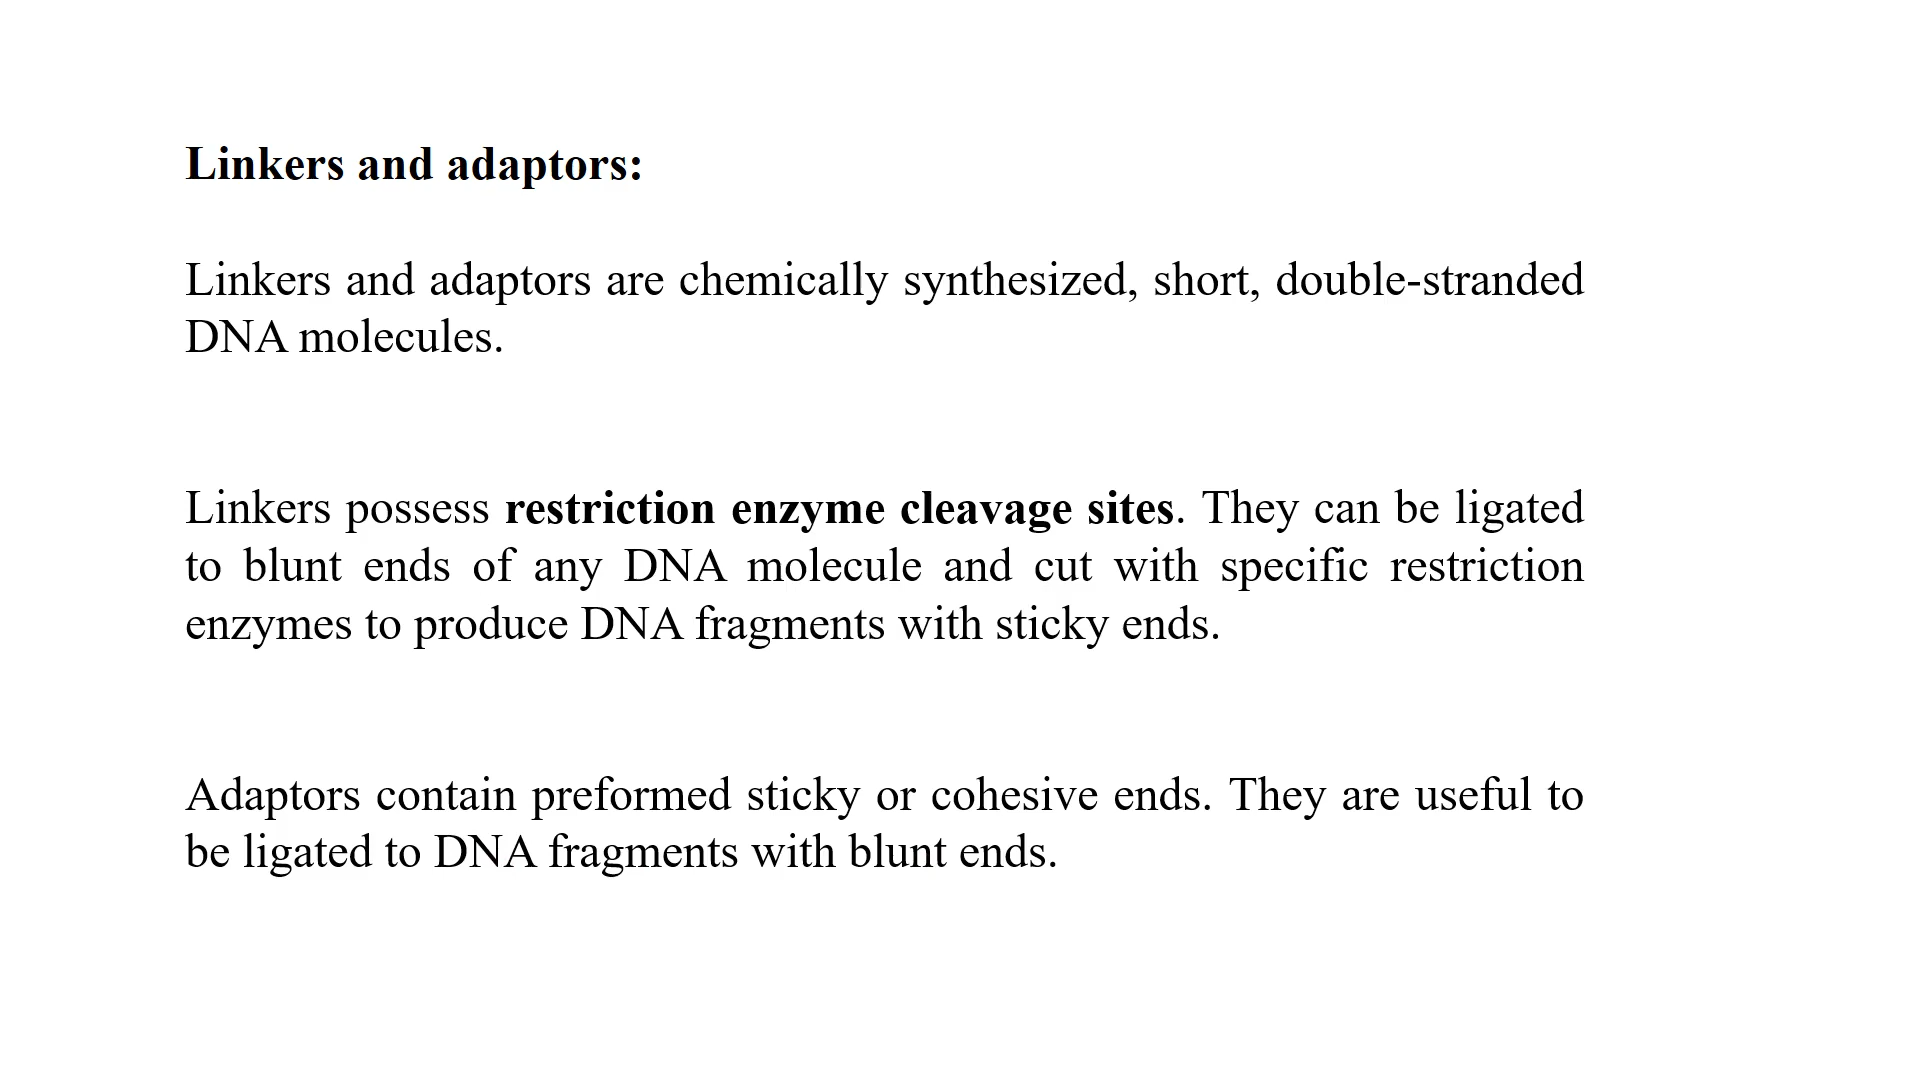 Linkers and adaptors:
Linkers and adaptors are chemically synthesized, short, double-stranded
DNA molecules.
Linkers possess restriction enzyme cleavage sites. They can be ligated
to blunt ends of any DNA molecule and cut with specific restriction
enzymes to produce DNA fragments with sticky ends.
Adaptors contain preformed sticky or cohesive ends. They are useful to
be ligated to DNA fragments with blunt ends.